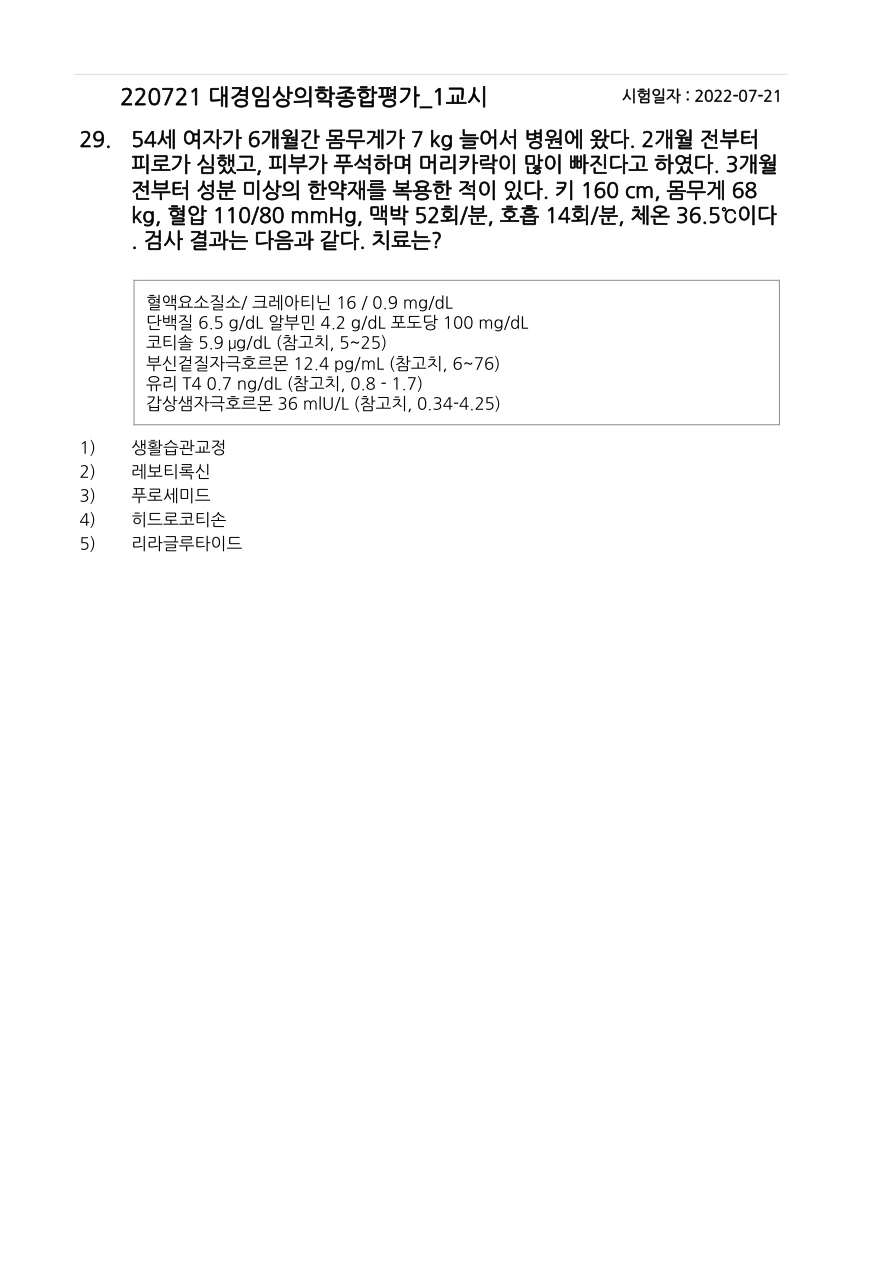 220721 대경임상의학종합평가_1교시
시험일자 : 2022-07-21
29. 54세 여자가 6개월간 몸무게가 7 kg 늘어서 병원에 왔다. 2개월 전부터
피로가 심했고, 피부가 푸석하며 머리카락이 많이 빠진다고 하였다. 3개월
전부터 성분 미상의 한약재를 복용한 적이 있다. 키 160 cm, 몸무게 68
kg, 혈압 110/80 mmHg, 맥박 52회/분, 호흡 14회/분, 체온 36.5℃이다
. 검사 결과는 다음과 같다. 치료는?
혈액요소질소/ 크레아티닌 16 / 0.9 mg/dL
단백질 6.5 g/dL 알부민 4.2 g/dL 포도당 100 mg/dL
코티솔 5.9 μg/dL (참고치, 5~25)
부신겉질자극호르몬 12.4 pg/mL (참고치, 6~76)
유리 T4 0.7 ng/dL (참고치, 0.8 - 1.7)
갑상샘자극호르몬 36 mlU/L (참고치, 0.34-4.25)
1) 생활습관교정
2) 레보티록신
3) 푸로세미드
4) 히드로코티손
5) 리라글루타이드